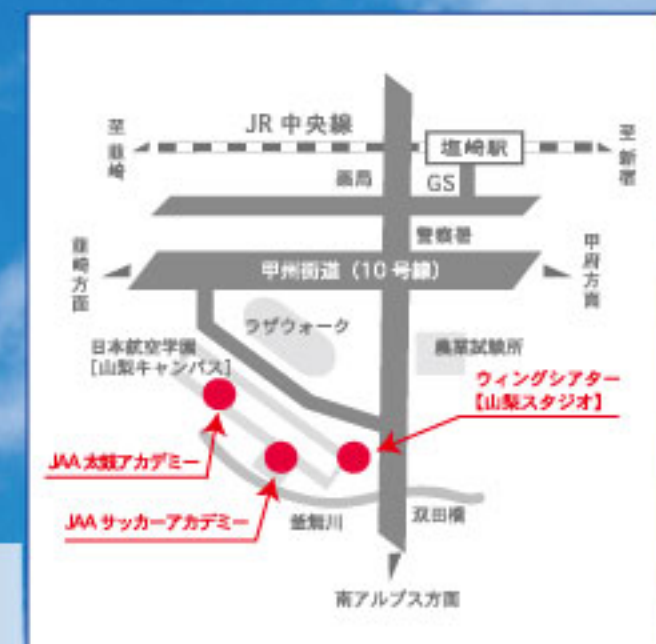 JR 中央線
至 韮崎
塩崎駅
至 新宿
薬局
GS
警察署
韮崎方面
甲州街道（10 号線）
甲府方面
ラザウォーク
日本航空学園
［山梨キャンパス］
農業試験所
ウィングシアター
【山梨スタジオ】
JAA 太鼓アカデミー
JAA サッカーアカデミー
釜無川
双田橋
南アルプス方面